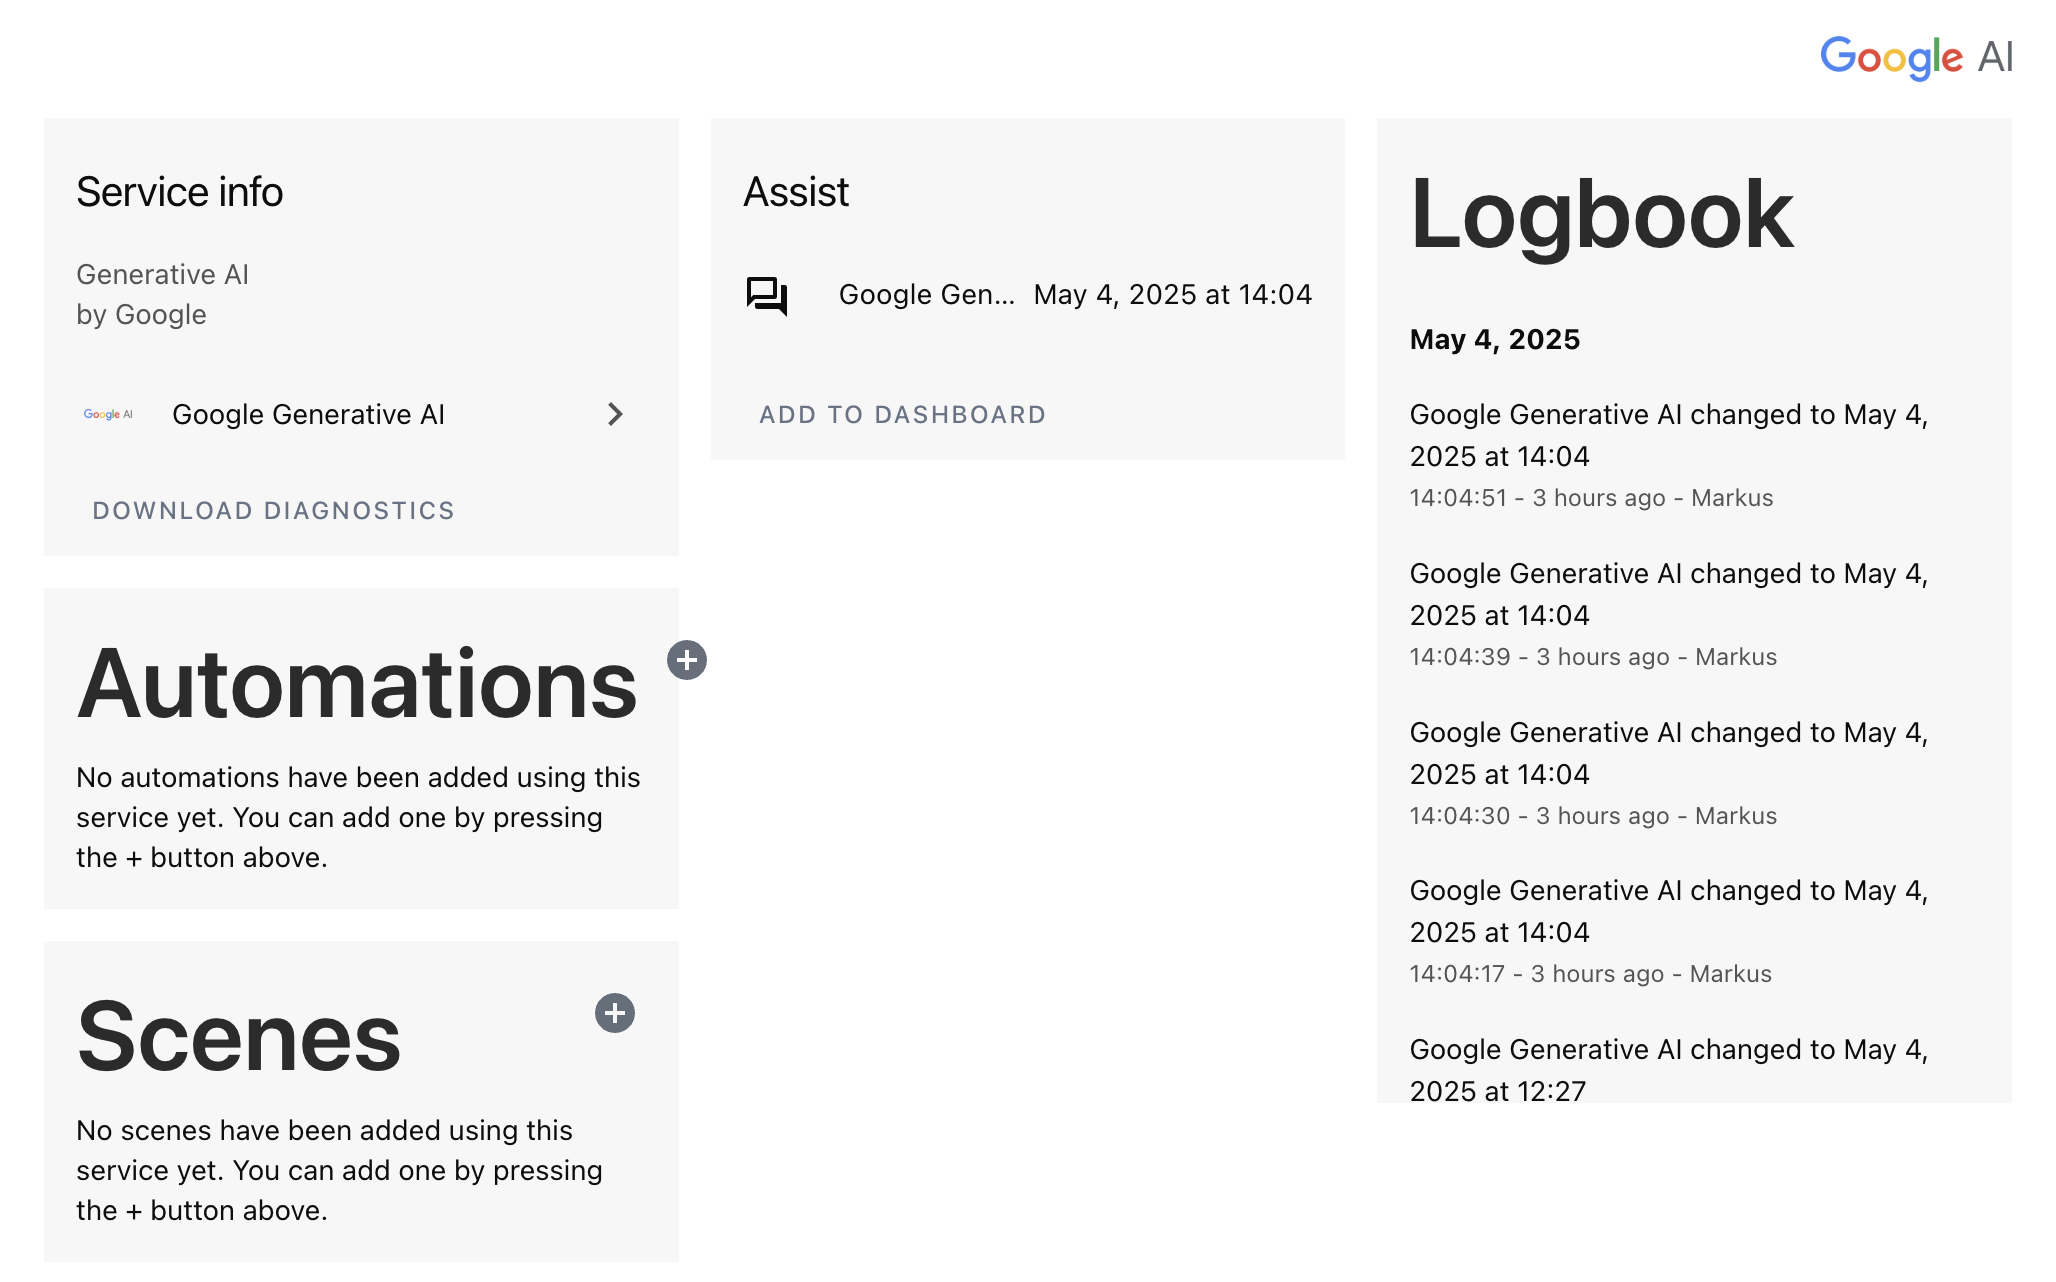 Google AI
Service info
Generative AI
by Google
Google AI
Google Generative AI
DOWNLOAD DIAGNOSTICS
Automations
No automations have been added using this
service yet. You can add one by pressing
the + button above.
Scenes
No scenes have been added using this
service yet. You can add one by pressing
the + button above.
Assist
Google Gen... May 4, 2025 at 14:04
ADD TO DASHBOARD
Logbook
May 4, 2025
Google Generative AI changed to May 4,
2025 at 14:04
14:04:51 - 3 hours ago - Markus
Google Generative AI changed to May 4,
2025 at 14:04
14:04:39 - 3 hours ago - Markus
Google Generative AI changed to May 4,
2025 at 14:04
14:04:30 - 3 hours ago - Markus
Google Generative AI changed to May 4,
2025 at 14:04
14:04:17 - 3 hours ago - Markus
Google Generative AI changed to May 4,
2025 at 12:27